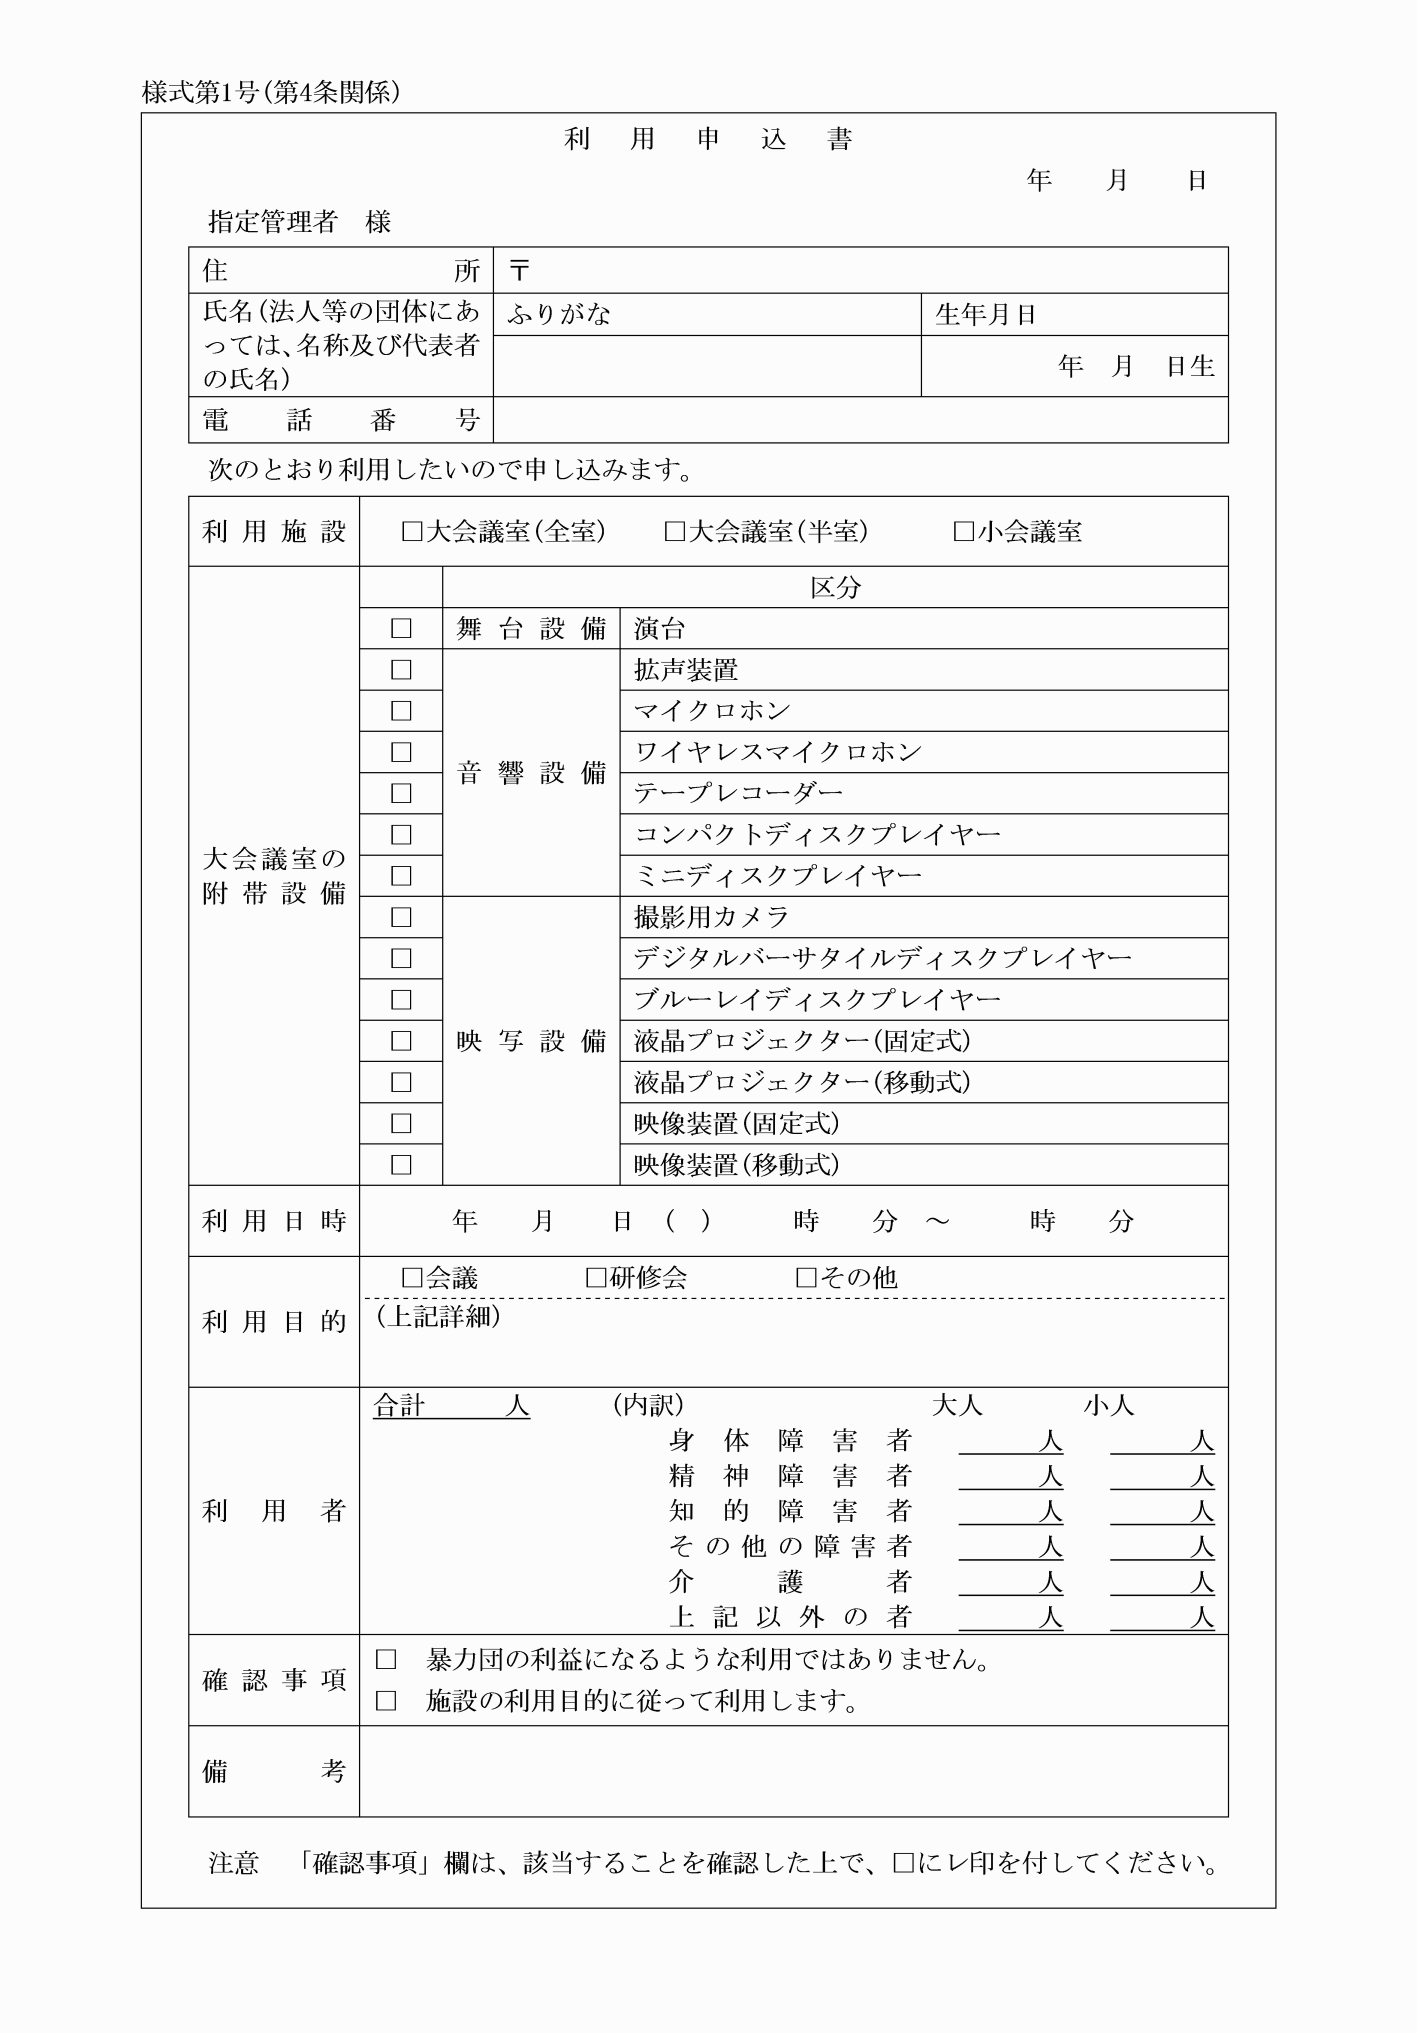 様式第1号（第4条関係）
利用申込書
年　月　日
指定管理者　様
住所　〒
氏名（法人等の団体にあ
っては、名称及び代表者
の氏名）
ふりがな　生年月日
年　月　日生
電話番号
次のとおり利用したいので申し込みます。
利用施設　□大会議室（全室）　□大会議室（半室）　□小会議室
大会議室の
附帯設備
区分
□　舞台設備　演台
音響設備
□　拡声装置
□　マイクロホン
□　ワイヤレスマイクロホン
□　テープレコーダー
□　コンパクトディスクプレイヤー
□　ミニディスクプレイヤー
映写設備
□　撮影用カメラ
□　デジタルバーサタイルディスクプレイヤー
□　ブルーレイディスクプレイヤー
□　液晶プロジェクター（固定式）
□　液晶プロジェクター（移動式）
□　映像装置（固定式）
□　映像装置（移動式）
利用日時　年　月　日（　）　時　分～　時　分
利用目的
□会議　□研修会　□その他
（上記詳細）
利用者
合計　人　（内訳）　大人　小人
身体障害者　人　人
精神障害者　人　人
知的障害者　人　人
その他の障害者　人　人
介護者　人　人
上記以外の者　人　人
確認事項
□　暴力団の利益になるような利用ではありません。
□　施設の利用目的に従って利用します。
備考
注意　「確認事項」欄は、該当することを確認した上で、□にレ印を付してください。